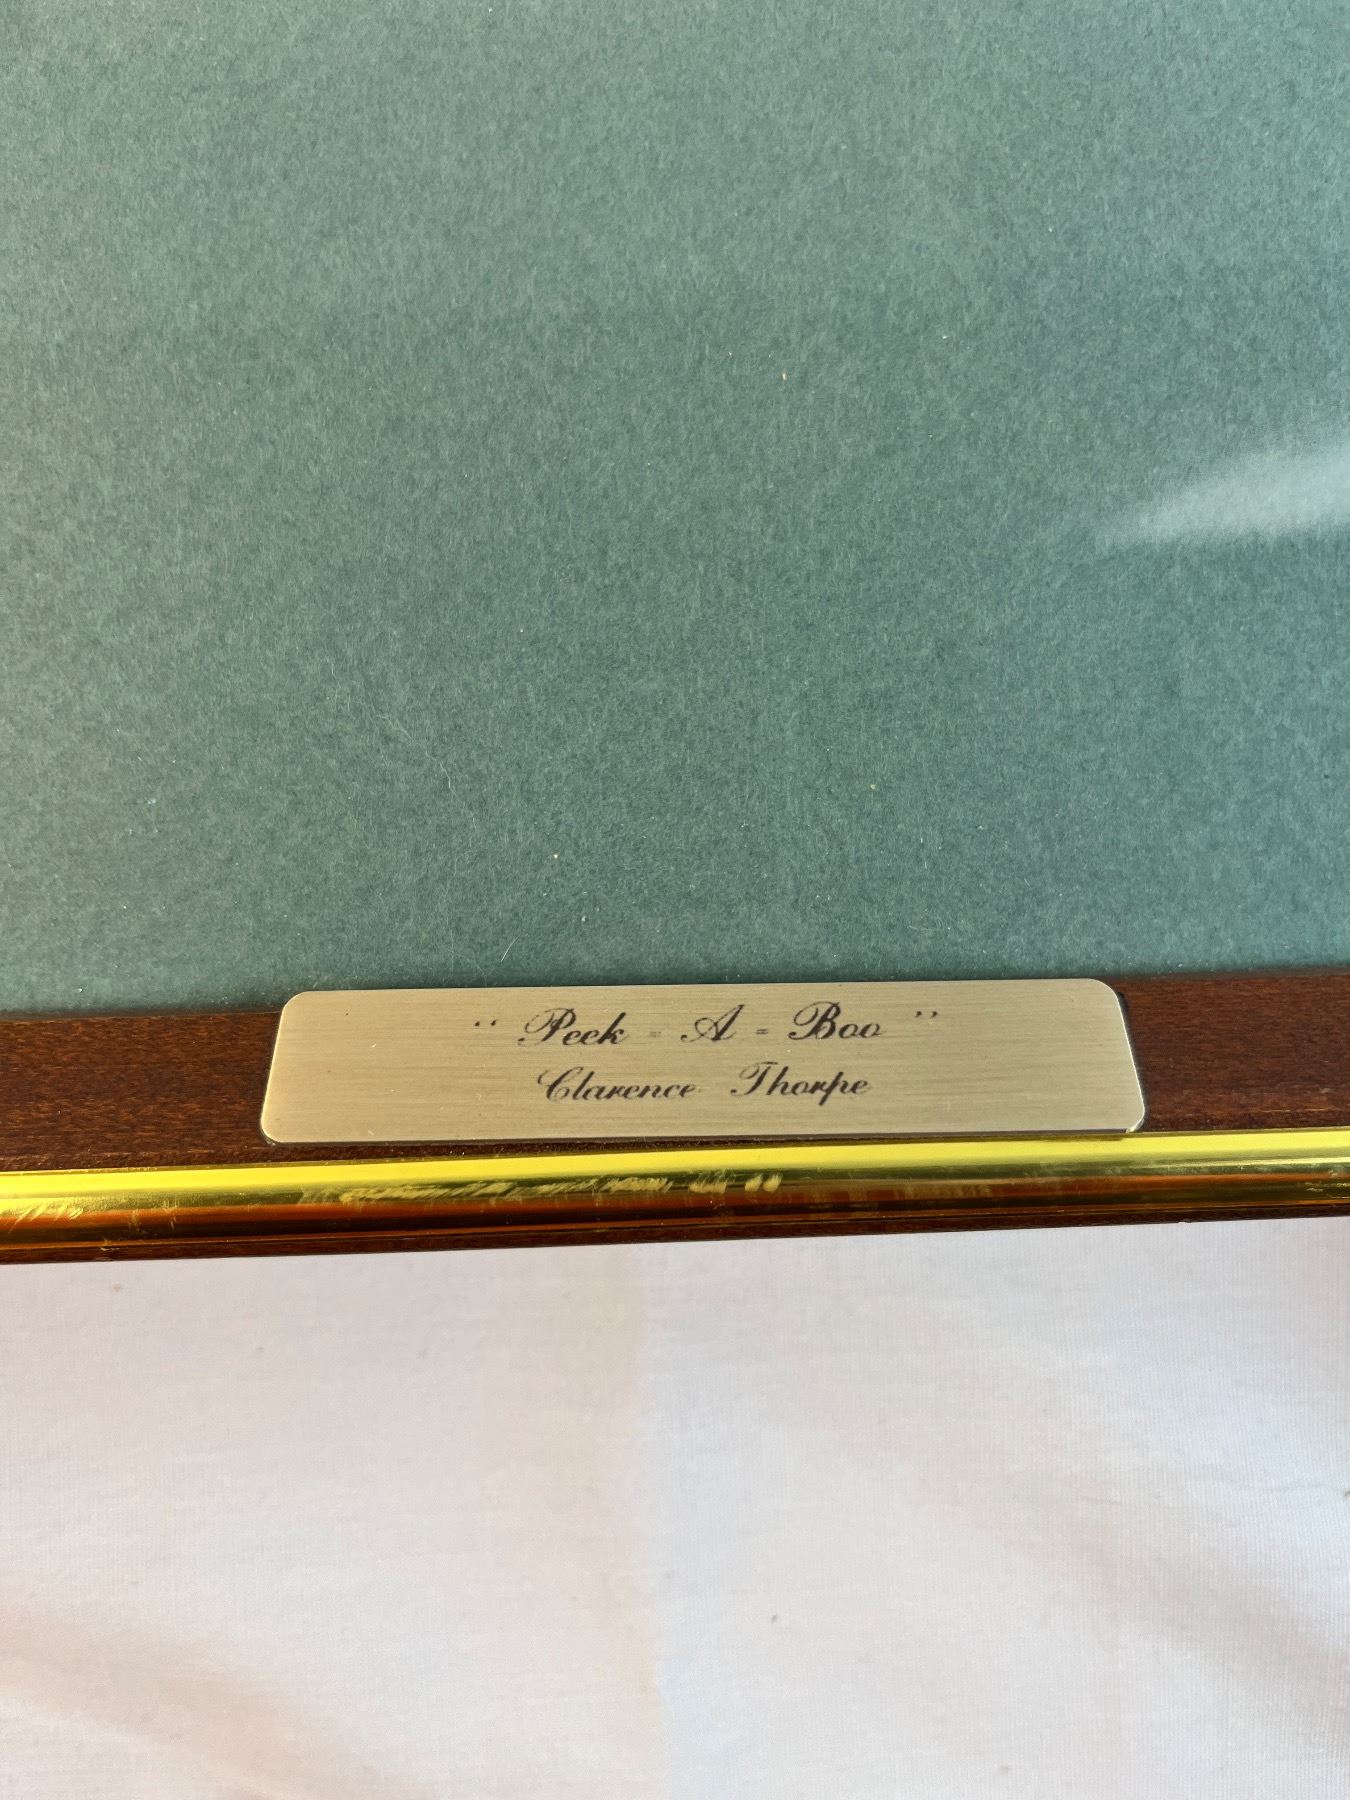 “ Peek - A - Boo ”
Clarence Thorpe